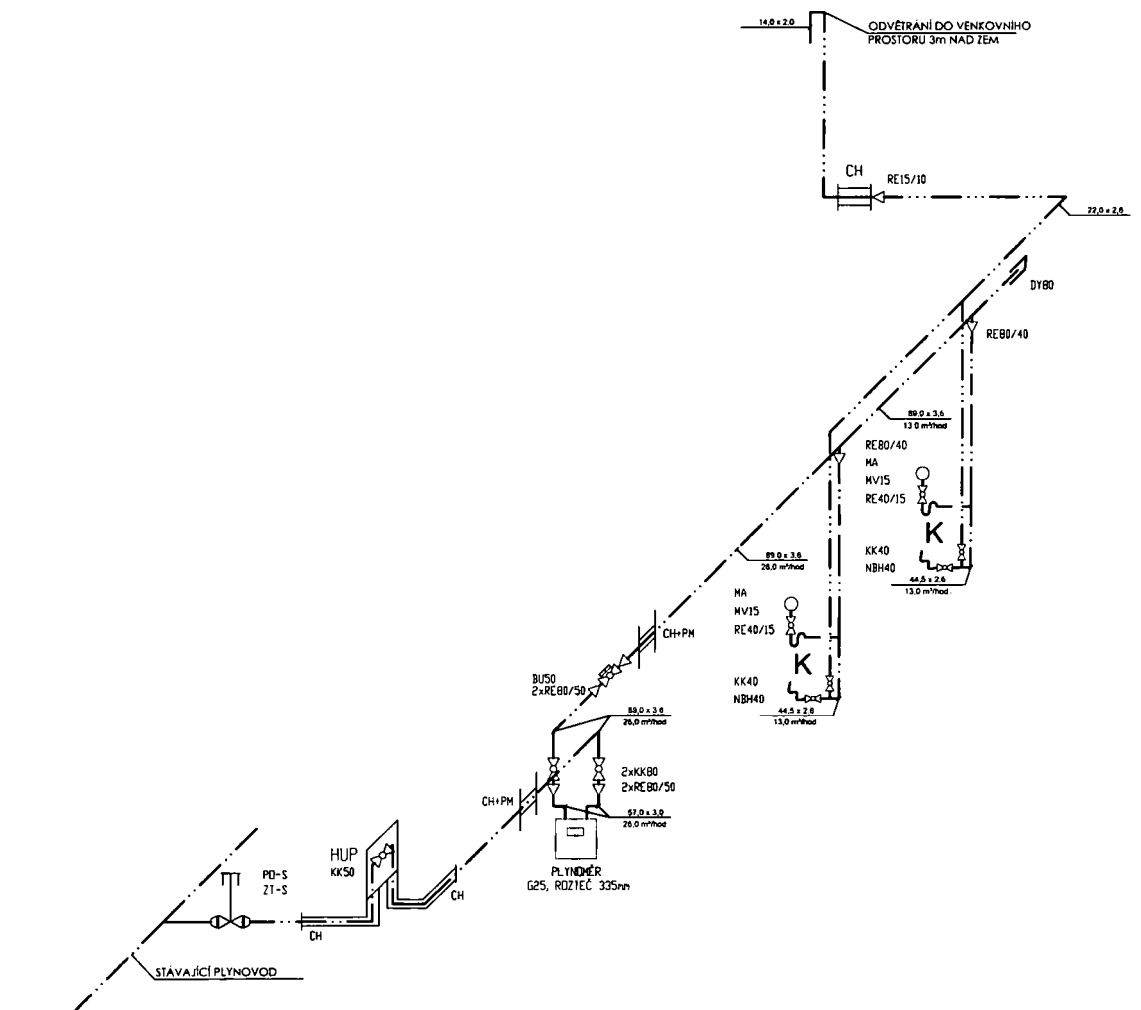 14,0 x 2.0
ODVĚTRÁNÍ DO VENKOVNÍHO
PROSTORU 3m NAD ZEM
CH
RE15/10
22,0 x 2,6
DY80
RE80/40
89,0 x 3,6
13.0 m³/hod
RE80/40
MA
MV15
RE40/15
K
KK40
NBH40
44,5 x 2,6
13,0 m³/hod
89.0 x 3,6
26,0 m³/hod
MA
MV15
RE40/15
K
KK40
NBH40
44,5 x 2,6
13,0 m³/hod
CH+PM
BU50
2xRE80/50
89,0 x 3.6
26,0 m³/hod
2xKK80
2xRE80/50
CH+PM
57,0 x 3,0
26,0 m³/hod
PLYNOMĚR
G25, ROZTEČ 335mm
HUP
KK50
CH
PO-S
ZT-S
CH
STÁVAJÍCÍ PLYNOVOD